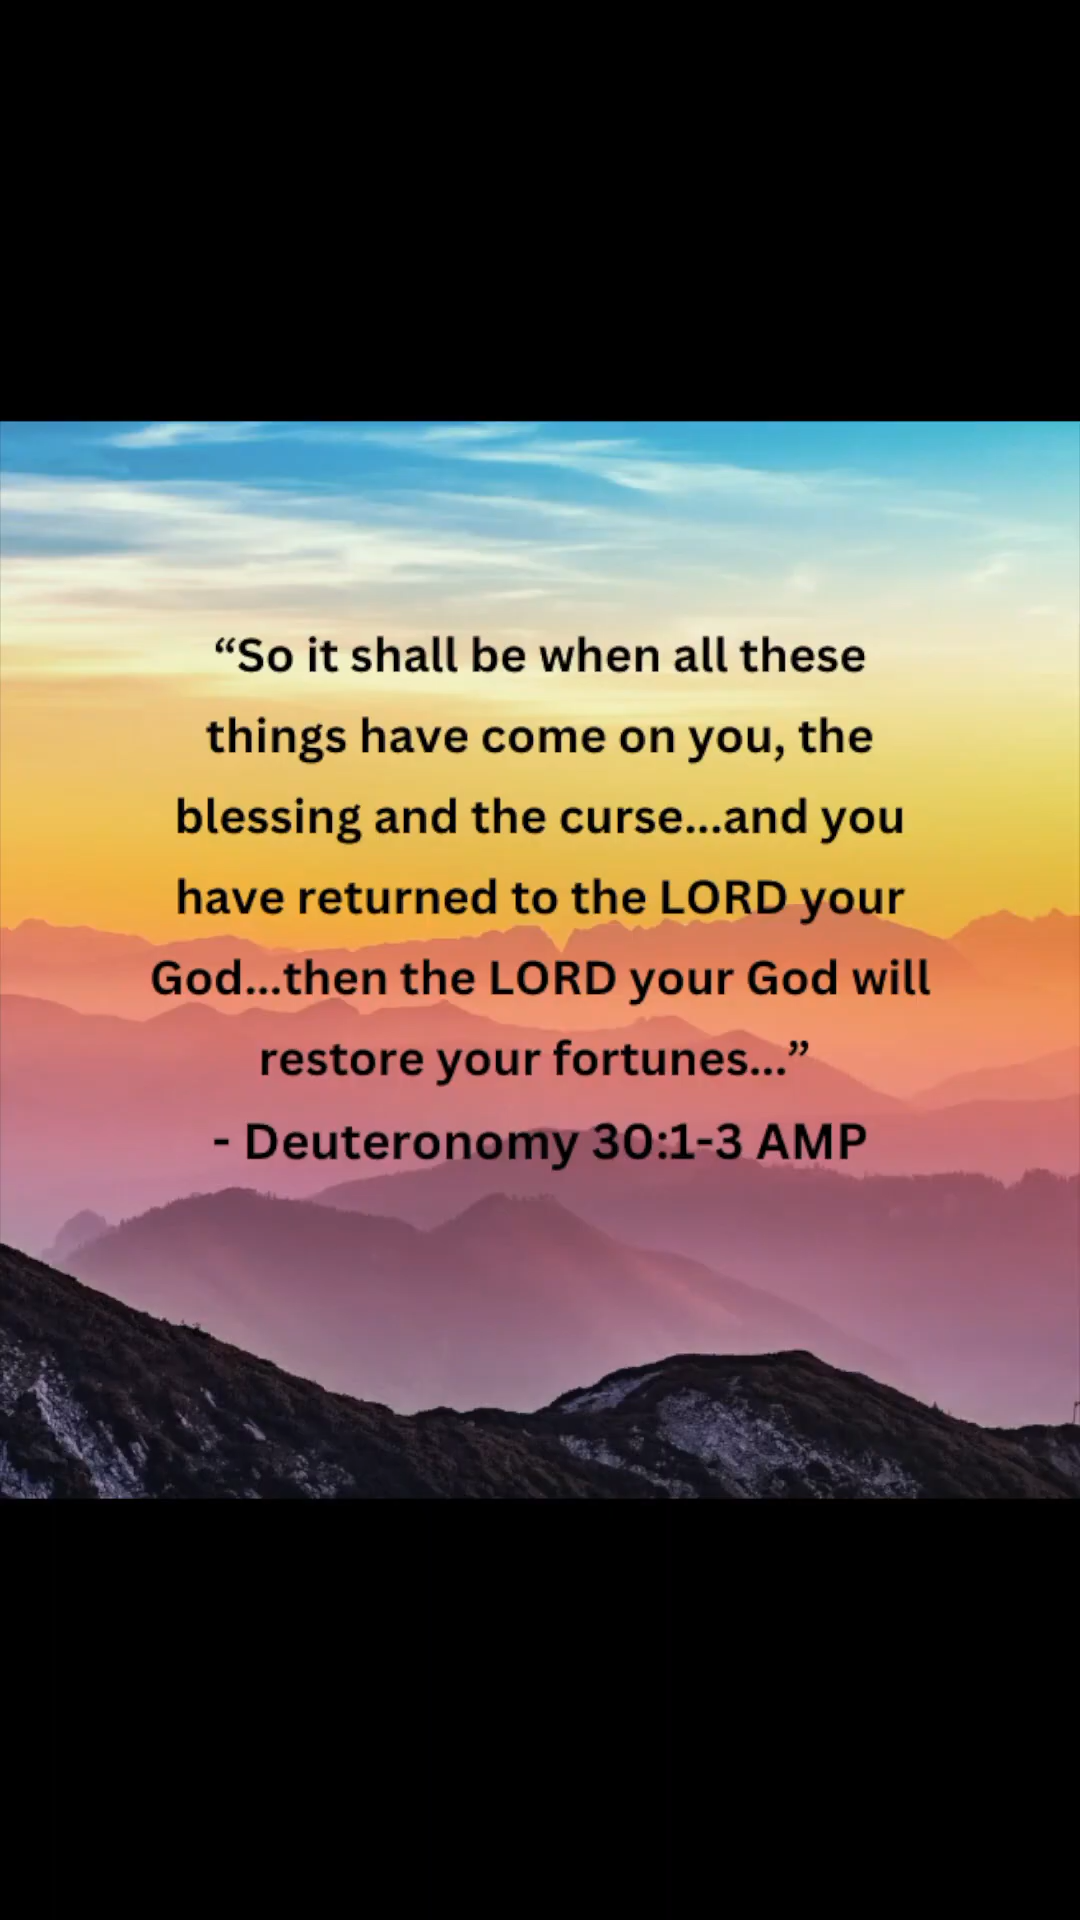 “So it shall be when all these
things have come on you, the
blessing and the curse...and you
have returned to the LORD your
God...then the LORD your God will
restore your fortunes...”
- Deuteronomy 30:1-3 AMP